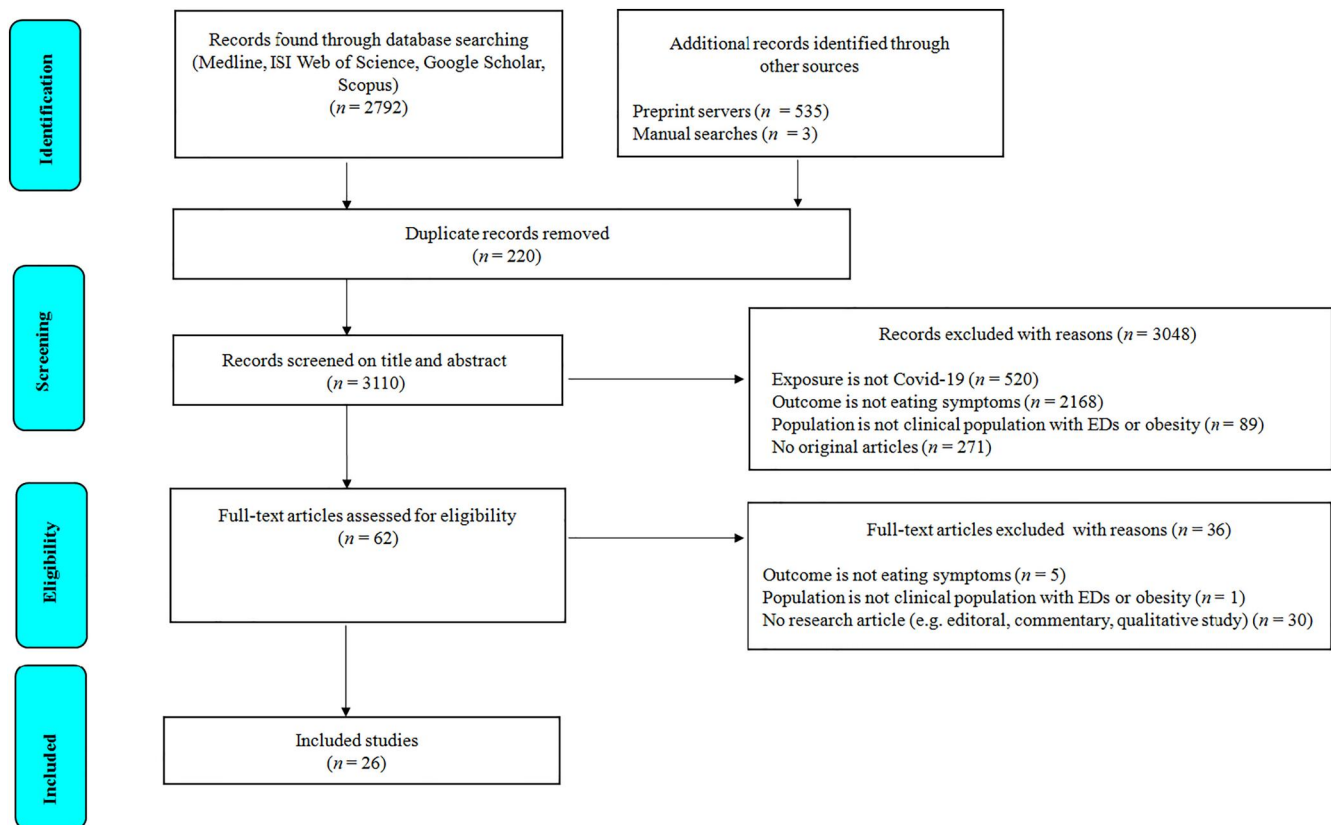 Identification
Records found through database searching
(Medline, ISI Web of Science, Google Scholar,
Scopus)
(n = 2792)
Additional records identified through
other sources
Preprint servers (n = 535)
Manual searches (n = 3)
Duplicate records removed
(n = 220)
Screening
Records screened on title and abstract
(n = 3110)
Records excluded with reasons (n = 3048)
Exposure is not Covid-19 (n = 520)
Outcome is not eating symptoms (n = 2168)
Population is not clinical population with EDs or obesity (n = 89)
No original articles (n = 271)
Eligibility
Full-text articles assessed for eligibility
(n = 62)
Full-text articles excluded with reasons (n = 36)
Outcome is not eating symptoms (n = 5)
Population is not clinical population with EDs or obesity (n = 1)
No research article (e.g. editoral, commentary, qualitative study) (n = 30)
Included
Included studies
(n = 26)